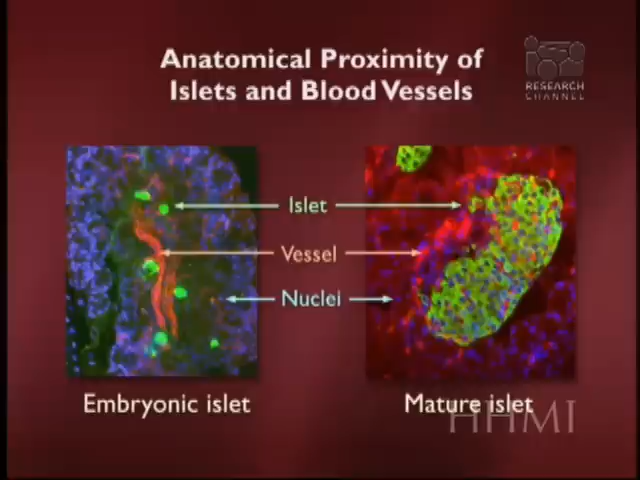 Anatomical Proximity of
Islets and Blood Vessels
RESEARCH
CHANNEL
Islet
Vessel
Nuclei
Embryonic islet
Mature islet
HHMI